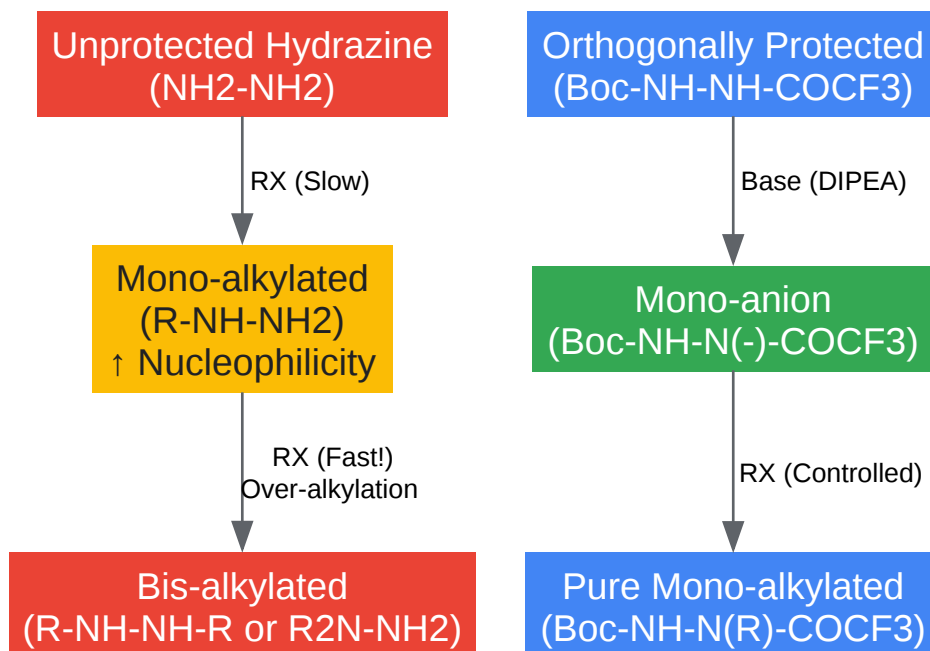 Unprotected Hydrazine
(NH2-NH2)
RX (Slow)
Mono-alkylated
(R-NH-NH2)
↑ Nucleophilicity
RX (Fast!)
Over-alkylation
Bis-alkylated
(R-NH-NH-R or R2N-NH2)
Orthogonally Protected
(Boc-NH-NH-COCF3)
Base (DIPEA)
Mono-anion
(Boc-NH-N(-)-COCF3)
RX (Controlled)
Pure Mono-alkylated
(Boc-NH-N(R)-COCF3)